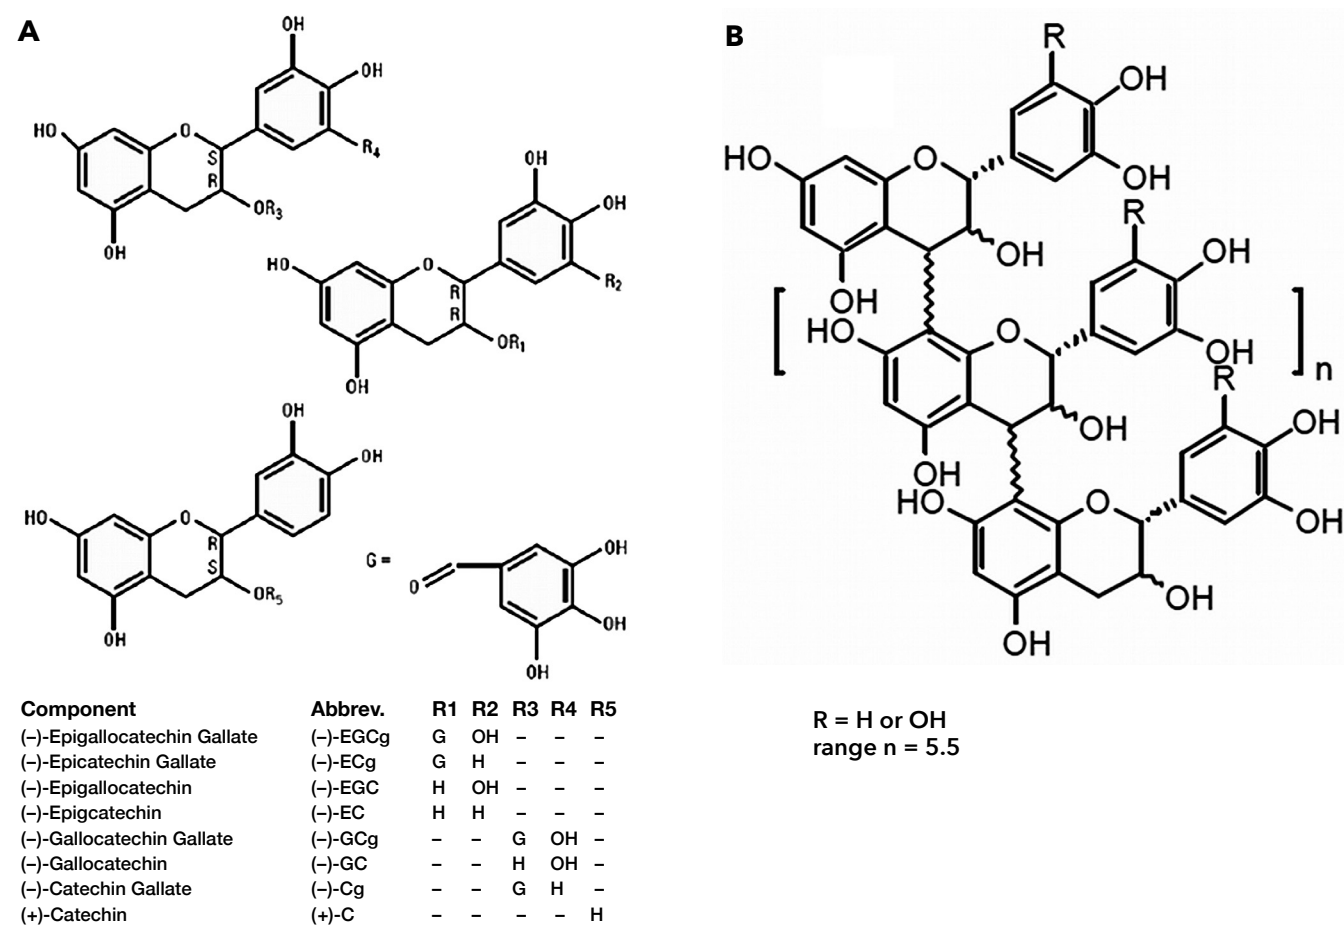 A
OH
OH
HO
O
S
R
R4
OR3
OH
OH
OH
HO
O
R
R
R2
OR1
OH
OH
OH
HO
O
R
S
OR5
OH
G =
O
OH
OH
OH
Component Abbrev. R1 R2 R3 R4 R5
(–)-Epigallocatechin Gallate (–)-EGCg G OH – – –
(–)-Epicatechin Gallate (–)-ECg G H – – –
(–)-Epigallocatechin (–)-EGC H OH – – –
(–)-Epigcatechin (–)-EC H H – – –
(–)-Gallocatechin Gallate (–)-GCg – – G OH –
(–)-Gallocatechin (–)-GC – – H OH –
(–)-Catechin Gallate (–)-Cg – – G H –
(+)-Catechin (+)-C – – – – H
B
R
OH
OH
HO
O
OH
OH
R
OH
OH
HO
O
OH
OH
n
R
OH
OH
HO
O
OH
OH
R = H or OH
range n = 5.5